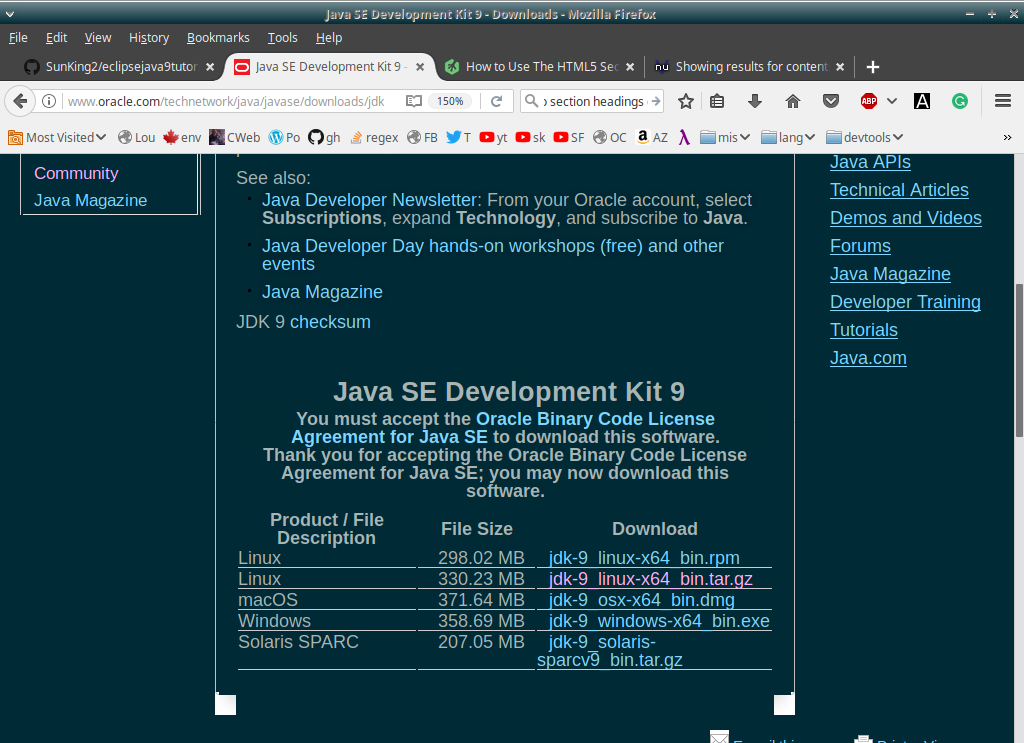 Java SE Development Kit 9 - Downloads - Mozilla Firefox
File Edit View History Bookmarks Tools Help
SunKing2/eclipsejava9tutor Java SE Development Kit 9 - How to Use The HTML5 Sec nu Showing results for content
www.oracle.com/technetwork/java/javase/downloads/jdk 150% section headings ABP A G
Most Visited Lou env CWeb Po gh regex FB T yt sk SF OC a AZ λ mis lang devtools »
Community
Java Magazine
See also:
Java Developer Newsletter: From your Oracle account, select
Subscriptions, expand Technology, and subscribe to Java.
Java Developer Day hands-on workshops (free) and other
events
Java Magazine
JDK 9 checksum
Java SE Development Kit 9
You must accept the Oracle Binary Code License
Agreement for Java SE to download this software.
Thank you for accepting the Oracle Binary Code License
Agreement for Java SE; you may now download this
software.
Product / File
Description File Size Download
Linux 298.02 MB jdk-9_linux-x64_bin.rpm
Linux 330.23 MB jdk-9_linux-x64_bin.tar.gz
macOS 371.64 MB jdk-9_osx-x64_bin.dmg
Windows 358.69 MB jdk-9_windows-x64_bin.exe
Solaris SPARC 207.05 MB jdk-9_solaris-
sparcv9_bin.tar.gz
Java APIs
Technical Articles
Demos and Videos
Forums
Java Magazine
Developer Training
Tutorials
Java.com